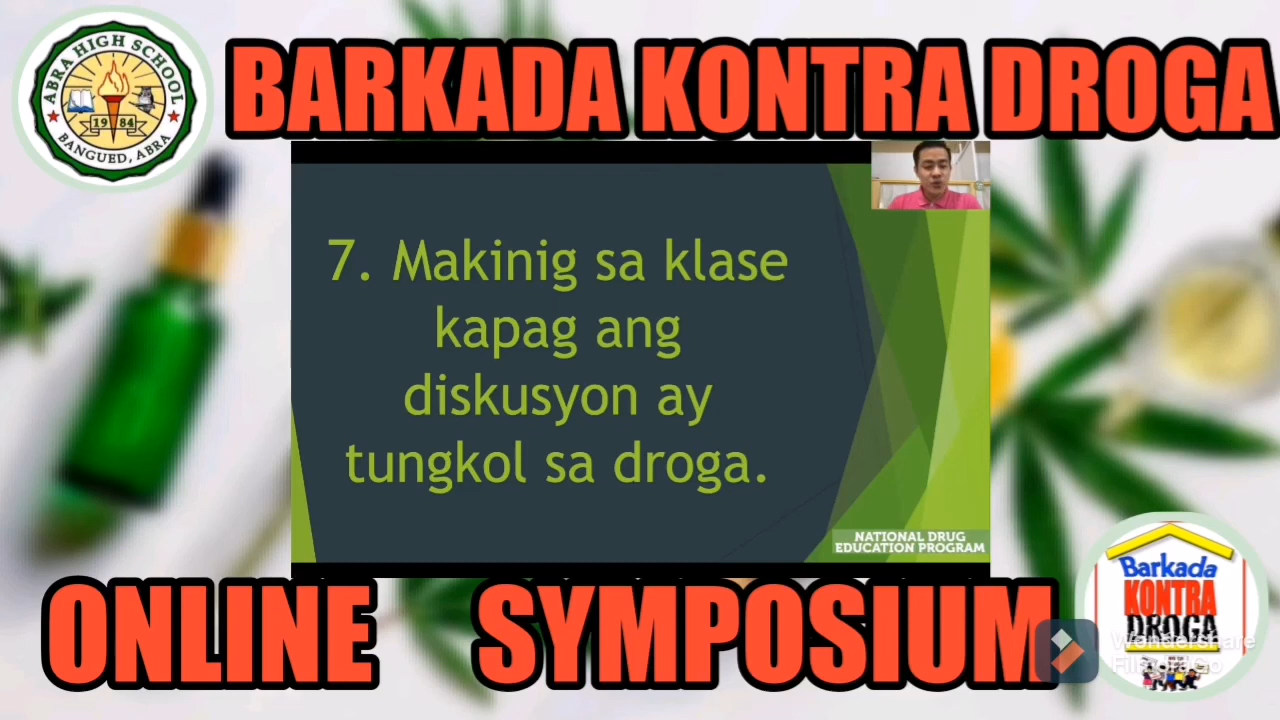 ABRA HIGH SCHOOL
1984
BANGUED, ABRA
BARKADA KONTRA DROGA
7. Makinig sa klase
kapag ang
diskusyon ay
tungkol sa droga.
NATIONAL DRUG
EDUCATION PROGRAM
ONLINE SYMPOSIUM
Barkada
KONTRA
DROGA
Wondershare
FilmoraGo